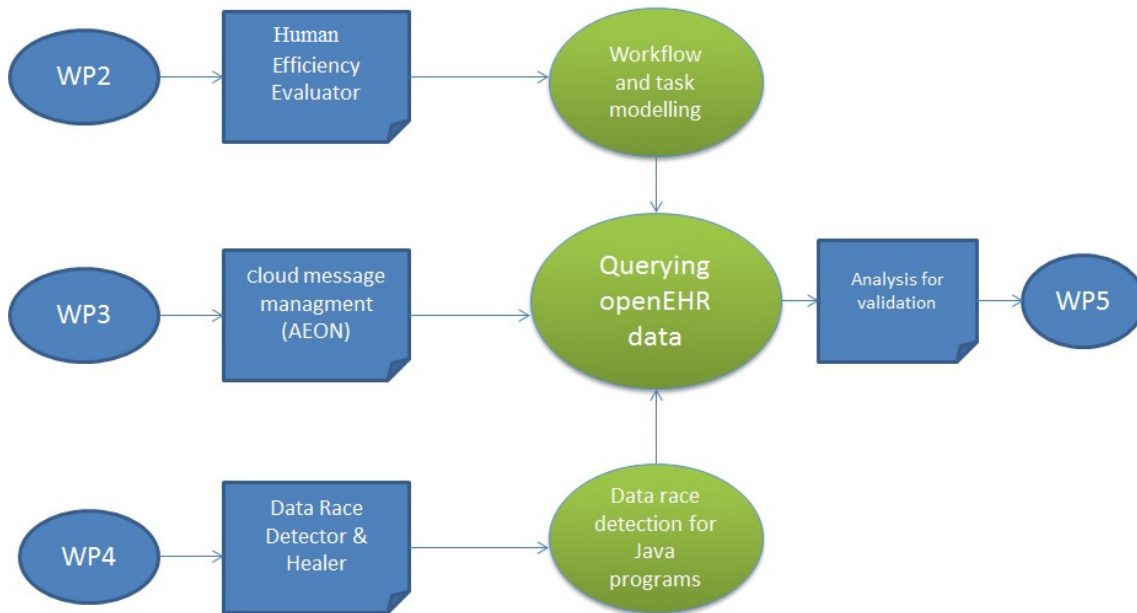 WP2
Human
Efficiency
Evaluator
Workflow
and task
modelling
WP3
Cloud message
managment
(AEON)
Querying
openEHR
data
Analysis for
validation
WP5
WP4
Data Race
Detector &
Healer
Data race
detection for
Java
programs